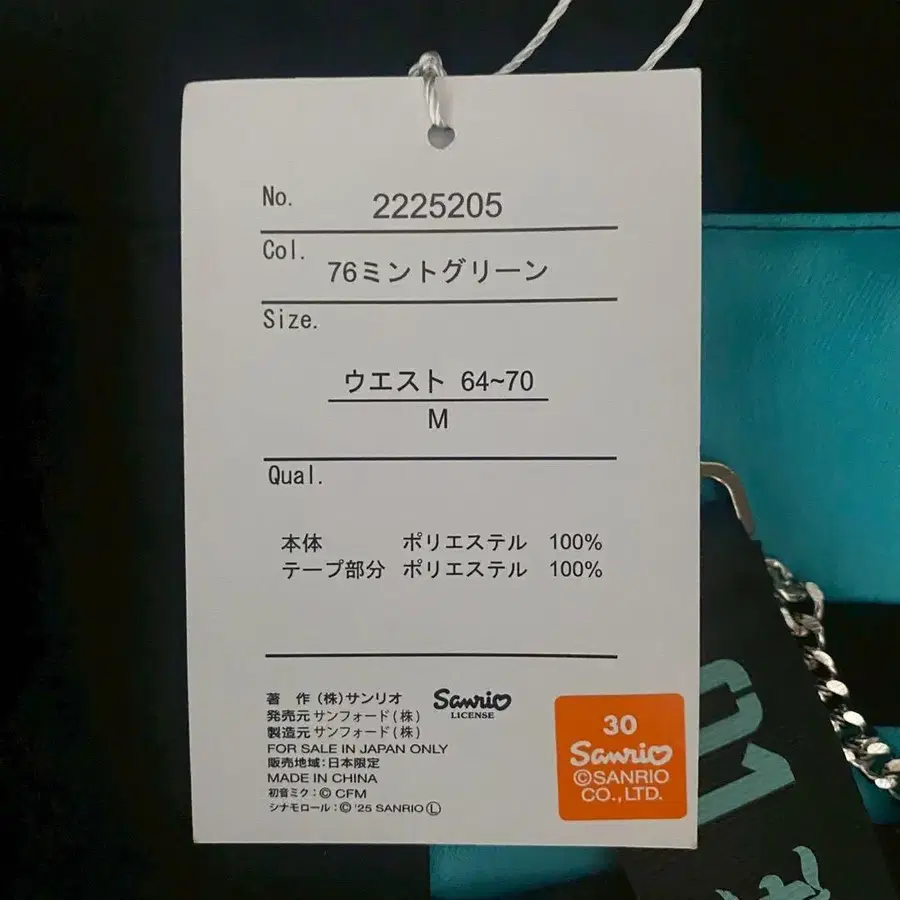 No. 2225205
Col. 76ミントグリーン
Size.
ウエスト 64~70
M
Qual.
本体 ポリエステル 100%
テープ部分 ポリエステル 100%
著 作 (株)サンリオ
発売元 サンフォード(株)
製造元 サンフォード(株)
FOR SALE IN JAPAN ONLY
販売地域:日本限定
MADE IN CHINA
初音ミク:© CFM
シナモロール:© '25 SANRIO Ⓛ
Sanrio
LICENSE
30
Sanrio
©SANRIO
CO.,LTD.
01